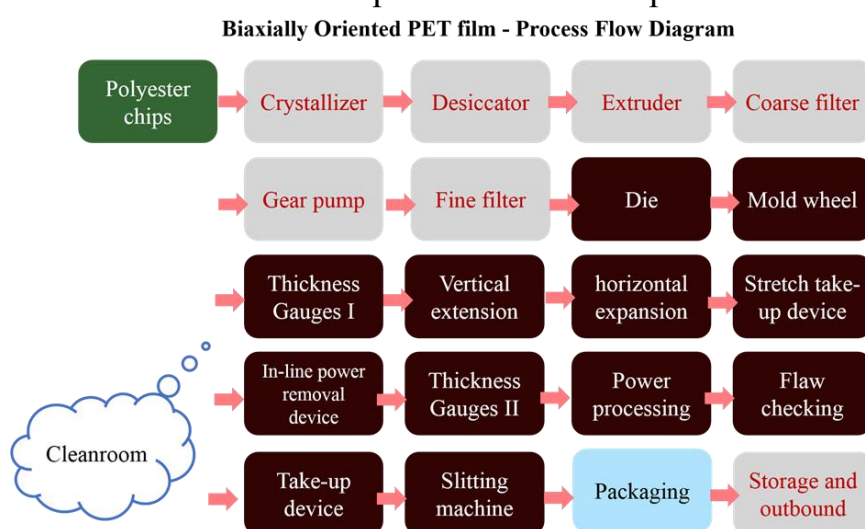 Biaxially Oriented PET film - Process Flow Diagram
Polyester
chips
Crystallizer
Desiccator
Extruder
Coarse filter
Gear pump
Fine filter
Die
Mold wheel
Thickness
Gauges I
Vertical
extension
horizontal
expansion
Stretch take-
up device
In-line power
removal
device
Thickness
Gauges II
Power
processing
Flaw
checking
Cleanroom
Take-up
device
Slitting
machine
Packaging
Storage and
outbound